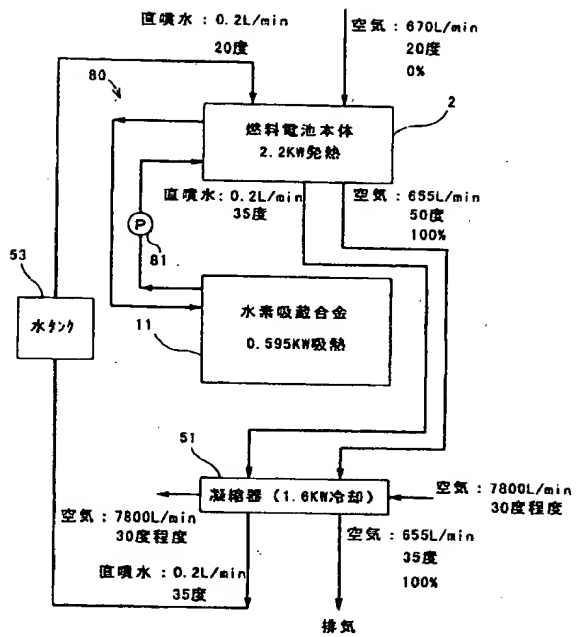 直噴水:0.2L/min
20度
空気:670L/min
20度
0%
80
2
燃料電池本体
2.2KW発熱
直噴水:0.2L/min
35度
空気:655L/min
50度
100%
P
81
53
水タンク
11
水素吸蔵合金
0.595KW吸熱
51
凝縮器(1.6KW冷却)
空気:7800L/min
30度程度
空気:7800L/min
30度程度
空気:655L/min
35度
100%
直噴水:0.2L/min
35度
排気